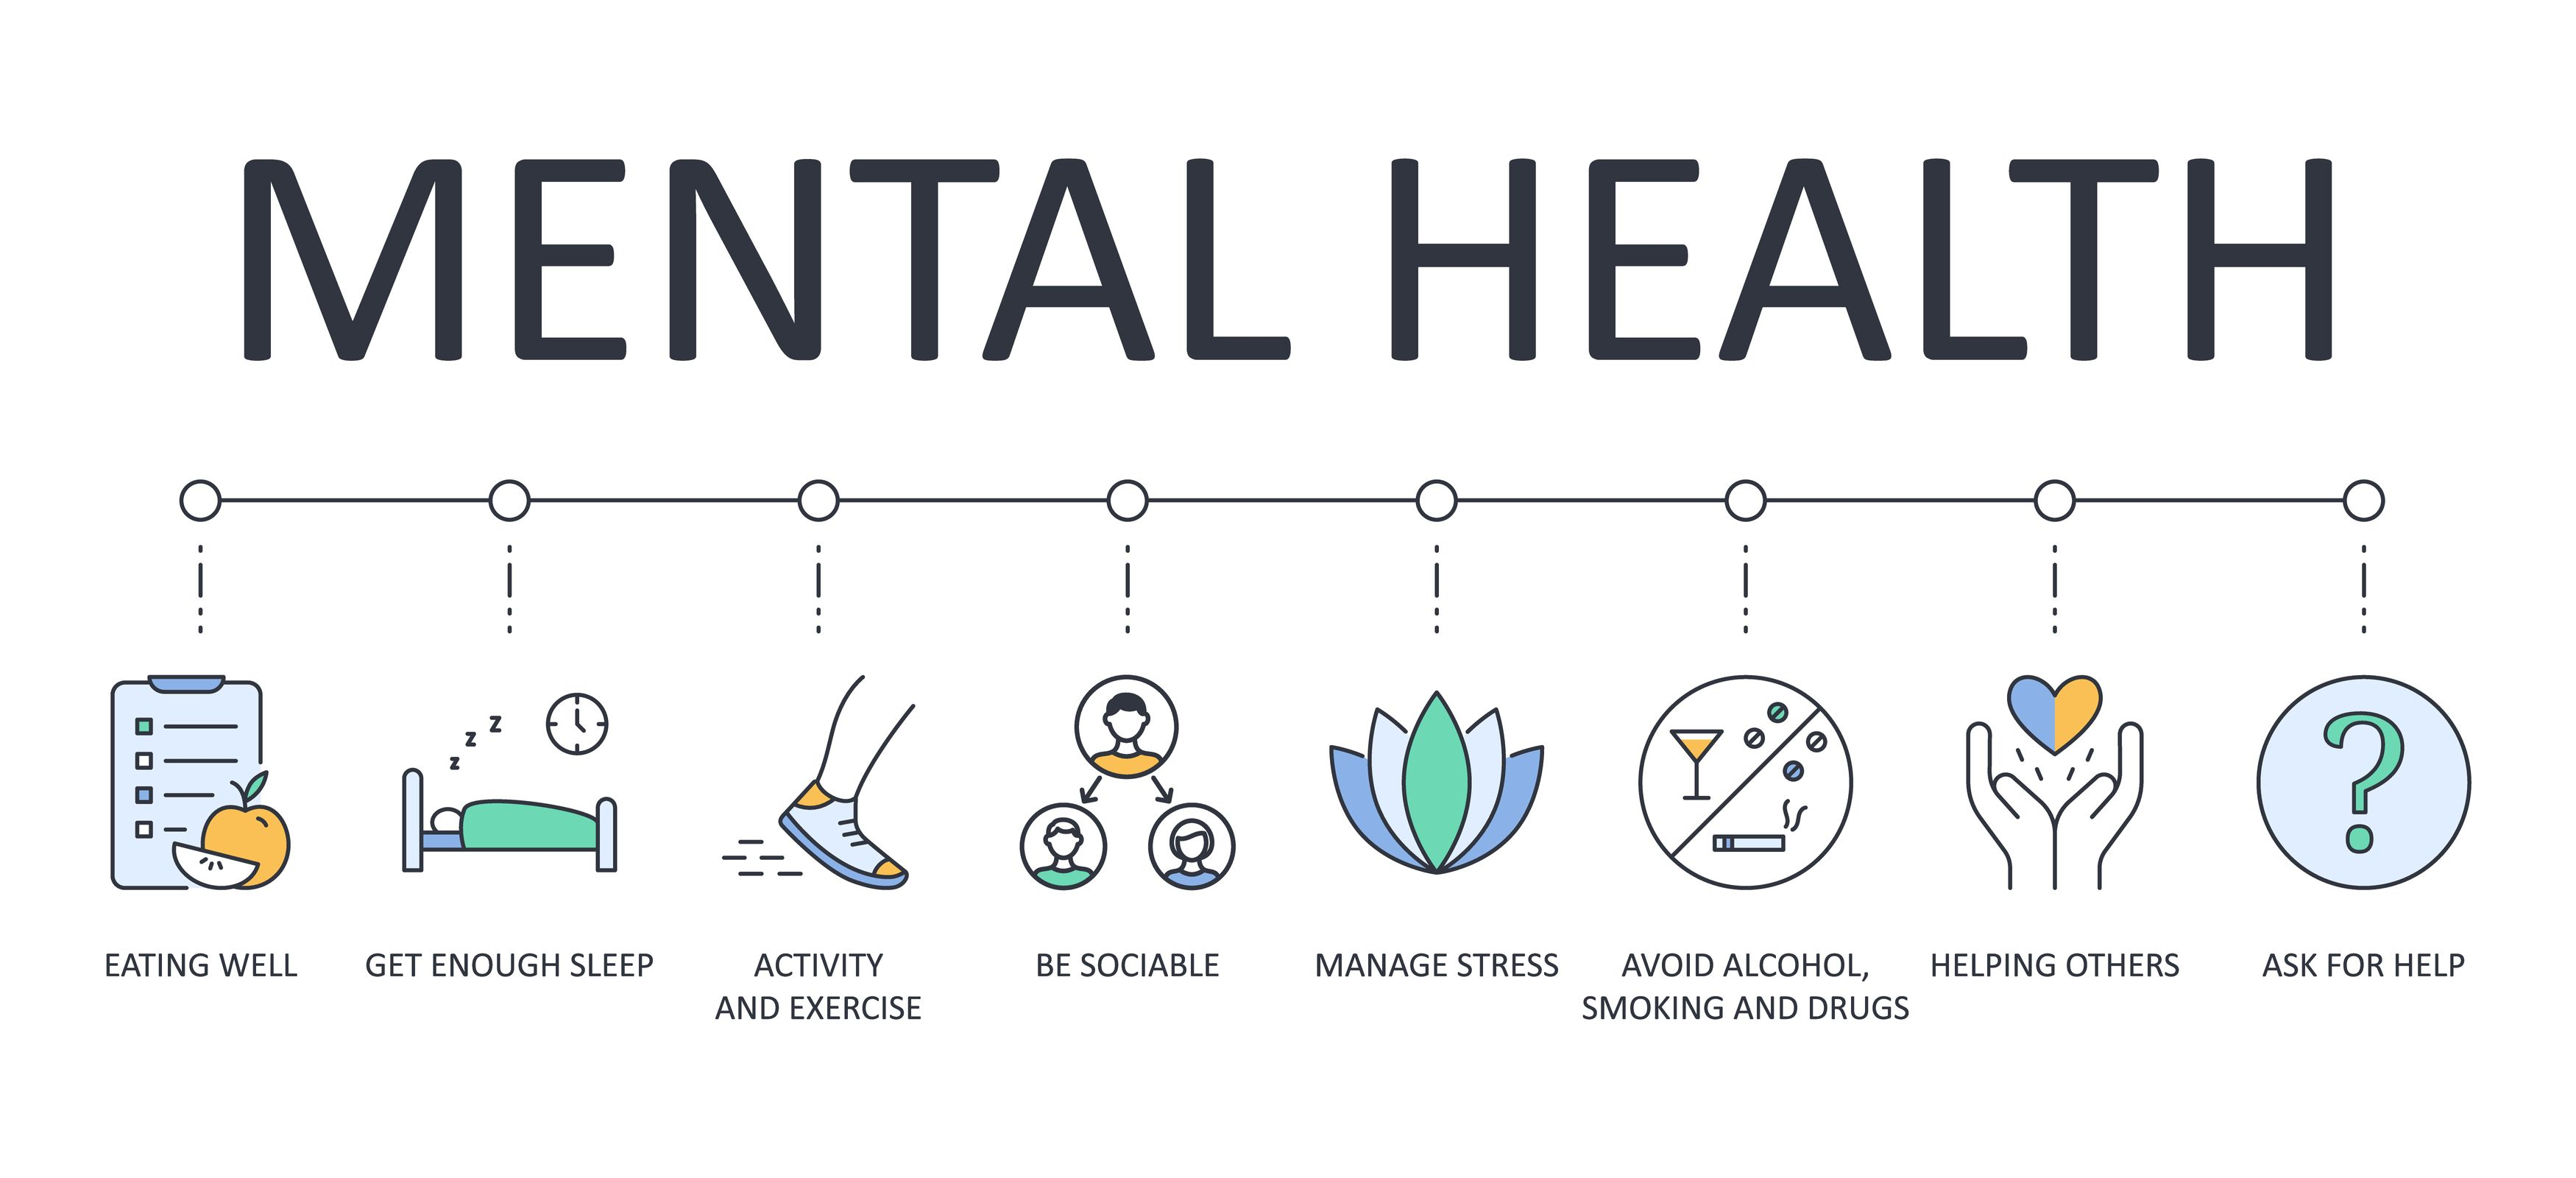 MENTAL HEALTH
z
z
z
?
EATING WELL
GET ENOUGH SLEEP
ACTIVITY
AND EXERCISE
BE SOCIABLE
MANAGE STRESS
AVOID ALCOHOL,
SMOKING AND DRUGS
HELPING OTHERS
ASK FOR HELP